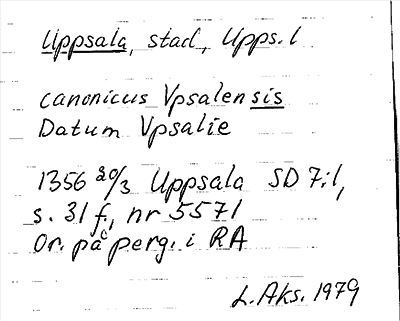 Uppsala, stad, Upps. l
canonicus Vpsalensis
Datum Vpsalie
1356 20/3 Uppsala SD 7:1,
s. 31 f., nr 5571
Or. på perg. i RA
L. Aks. 1979